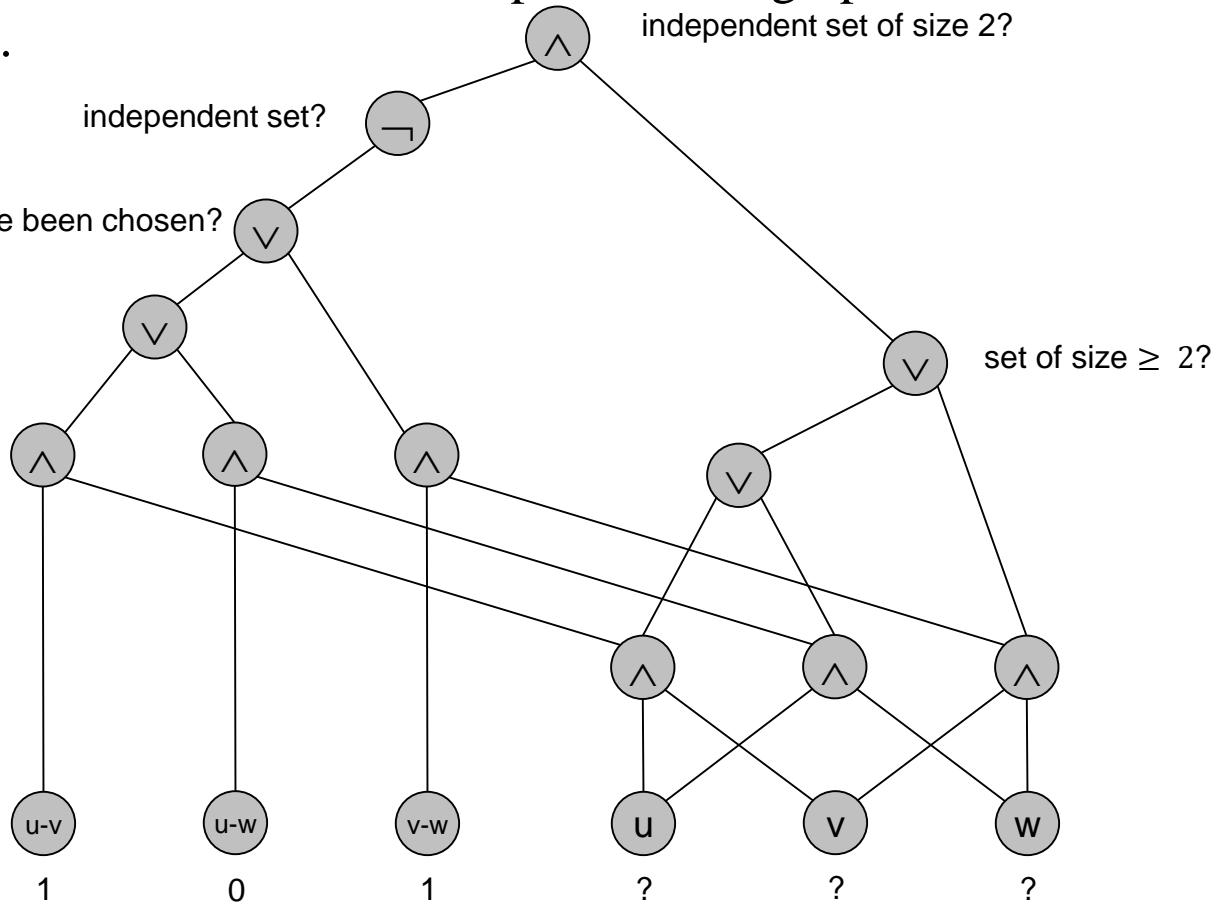 independent set of size 2?
.
∧
independent set?
¬
been chosen?
∨
∨
∨
set of size ≥ 2?
∧ ∧ ∧
∨
∧ ∧ ∧
u-v u-w v-w u v w
1 0 1 ? ? ?